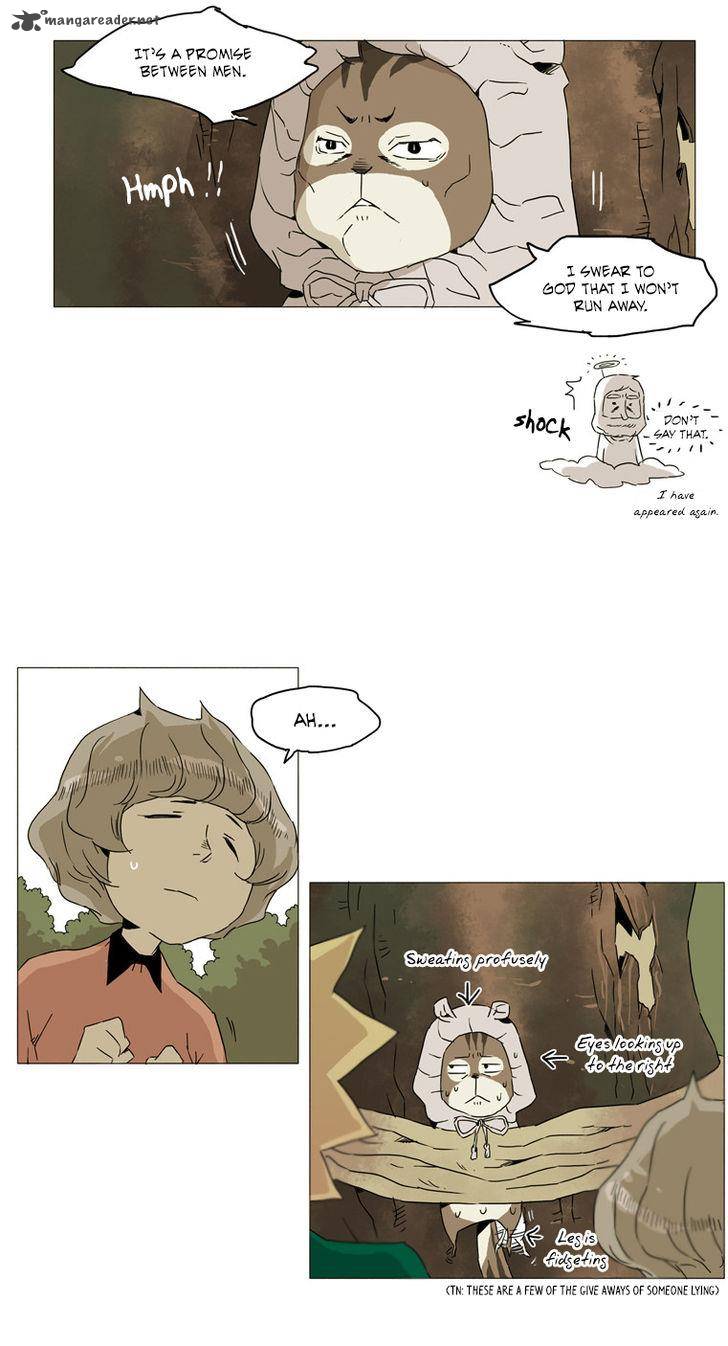 mangareader.net
IT'S A PROMISE
BETWEEN MEN.
Hmph !!
I SWEAR TO
GOD THAT I WON'T
RUN AWAY.
shock
DON'T
SAY THAT.
I have
appeared again.
AH...
Sweating profusely
Eyes looking up
to the right
Leg is
fidgeting
(TN: THESE ARE A FEW OF THE GIVE AWAYS OF SOMEONE LYING)